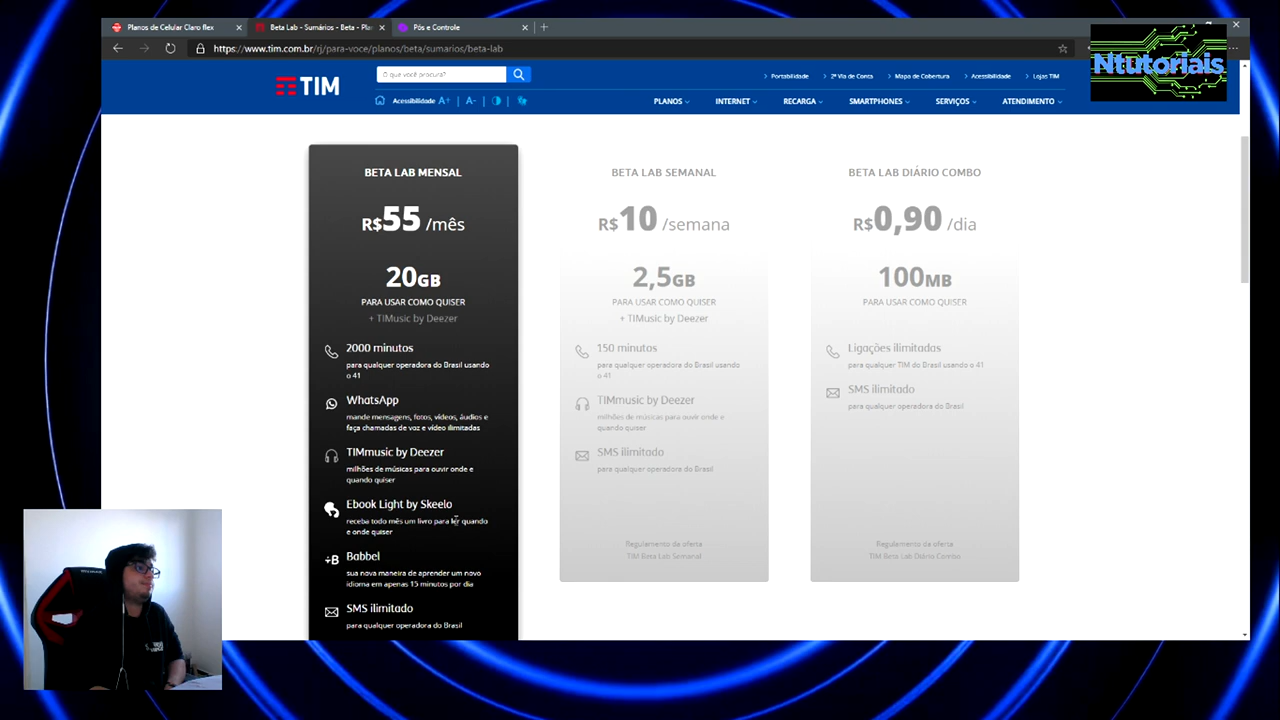 Planos de Celular Claro flex
Beta Lab - Sumários - Beta - Pla
Pós e Controle
https://www.tim.com.br/rj/para-voce/planos/beta/sumarios/beta-lab
Ntutoriais
TIM
O que você procura?
Portabilidade
2ª Via de Conta
Mapa de Cobertura
Acessibilidade
Lojas TIM
Acessibilidade A+ | A-
PLANOS
INTERNET
RECARGA
SMARTPHONES
SERVIÇOS
ATENDIMENTO
BETA LAB MENSAL
R$55 /mês
20GB
PARA USAR COMO QUISER
+ TIMusic by Deezer
2000 minutos
para qualquer operadora do Brasil usando
o 41
WhatsApp
mande mensagens, fotos, vídeos, áudios e
faça chamadas de voz e vídeo ilimitadas
TIMmusic by Deezer
milhões de músicas para ouvir onde e
quando quiser
Ebook Light by Skeelo
receba todo mês um livro para ler quando
e onde quiser
+B
Babbel
sua nova maneira de aprender um novo
idioma em apenas 15 minutos por dia
SMS ilimitado
para qualquer operadora do Brasil
BETA LAB SEMANAL
R$10 /semana
2,5GB
PARA USAR COMO QUISER
+ TIMusic by Deezer
150 minutos
para qualquer operadora do Brasil usando
o 41
TIMmusic by Deezer
milhões de músicas para ouvir onde e
quando quiser
SMS ilimitado
para qualquer operadora do Brasil
Regulamento da oferta
TIM Beta Lab Semanal
BETA LAB DIÁRIO COMBO
R$0,90 /dia
100MB
PARA USAR COMO QUISER
Ligações ilimitadas
para qualquer TIM do Brasil usando o 41
SMS ilimitado
para qualquer operadora do Brasil
Regulamento da oferta
TIM Beta Lab Diário Combo